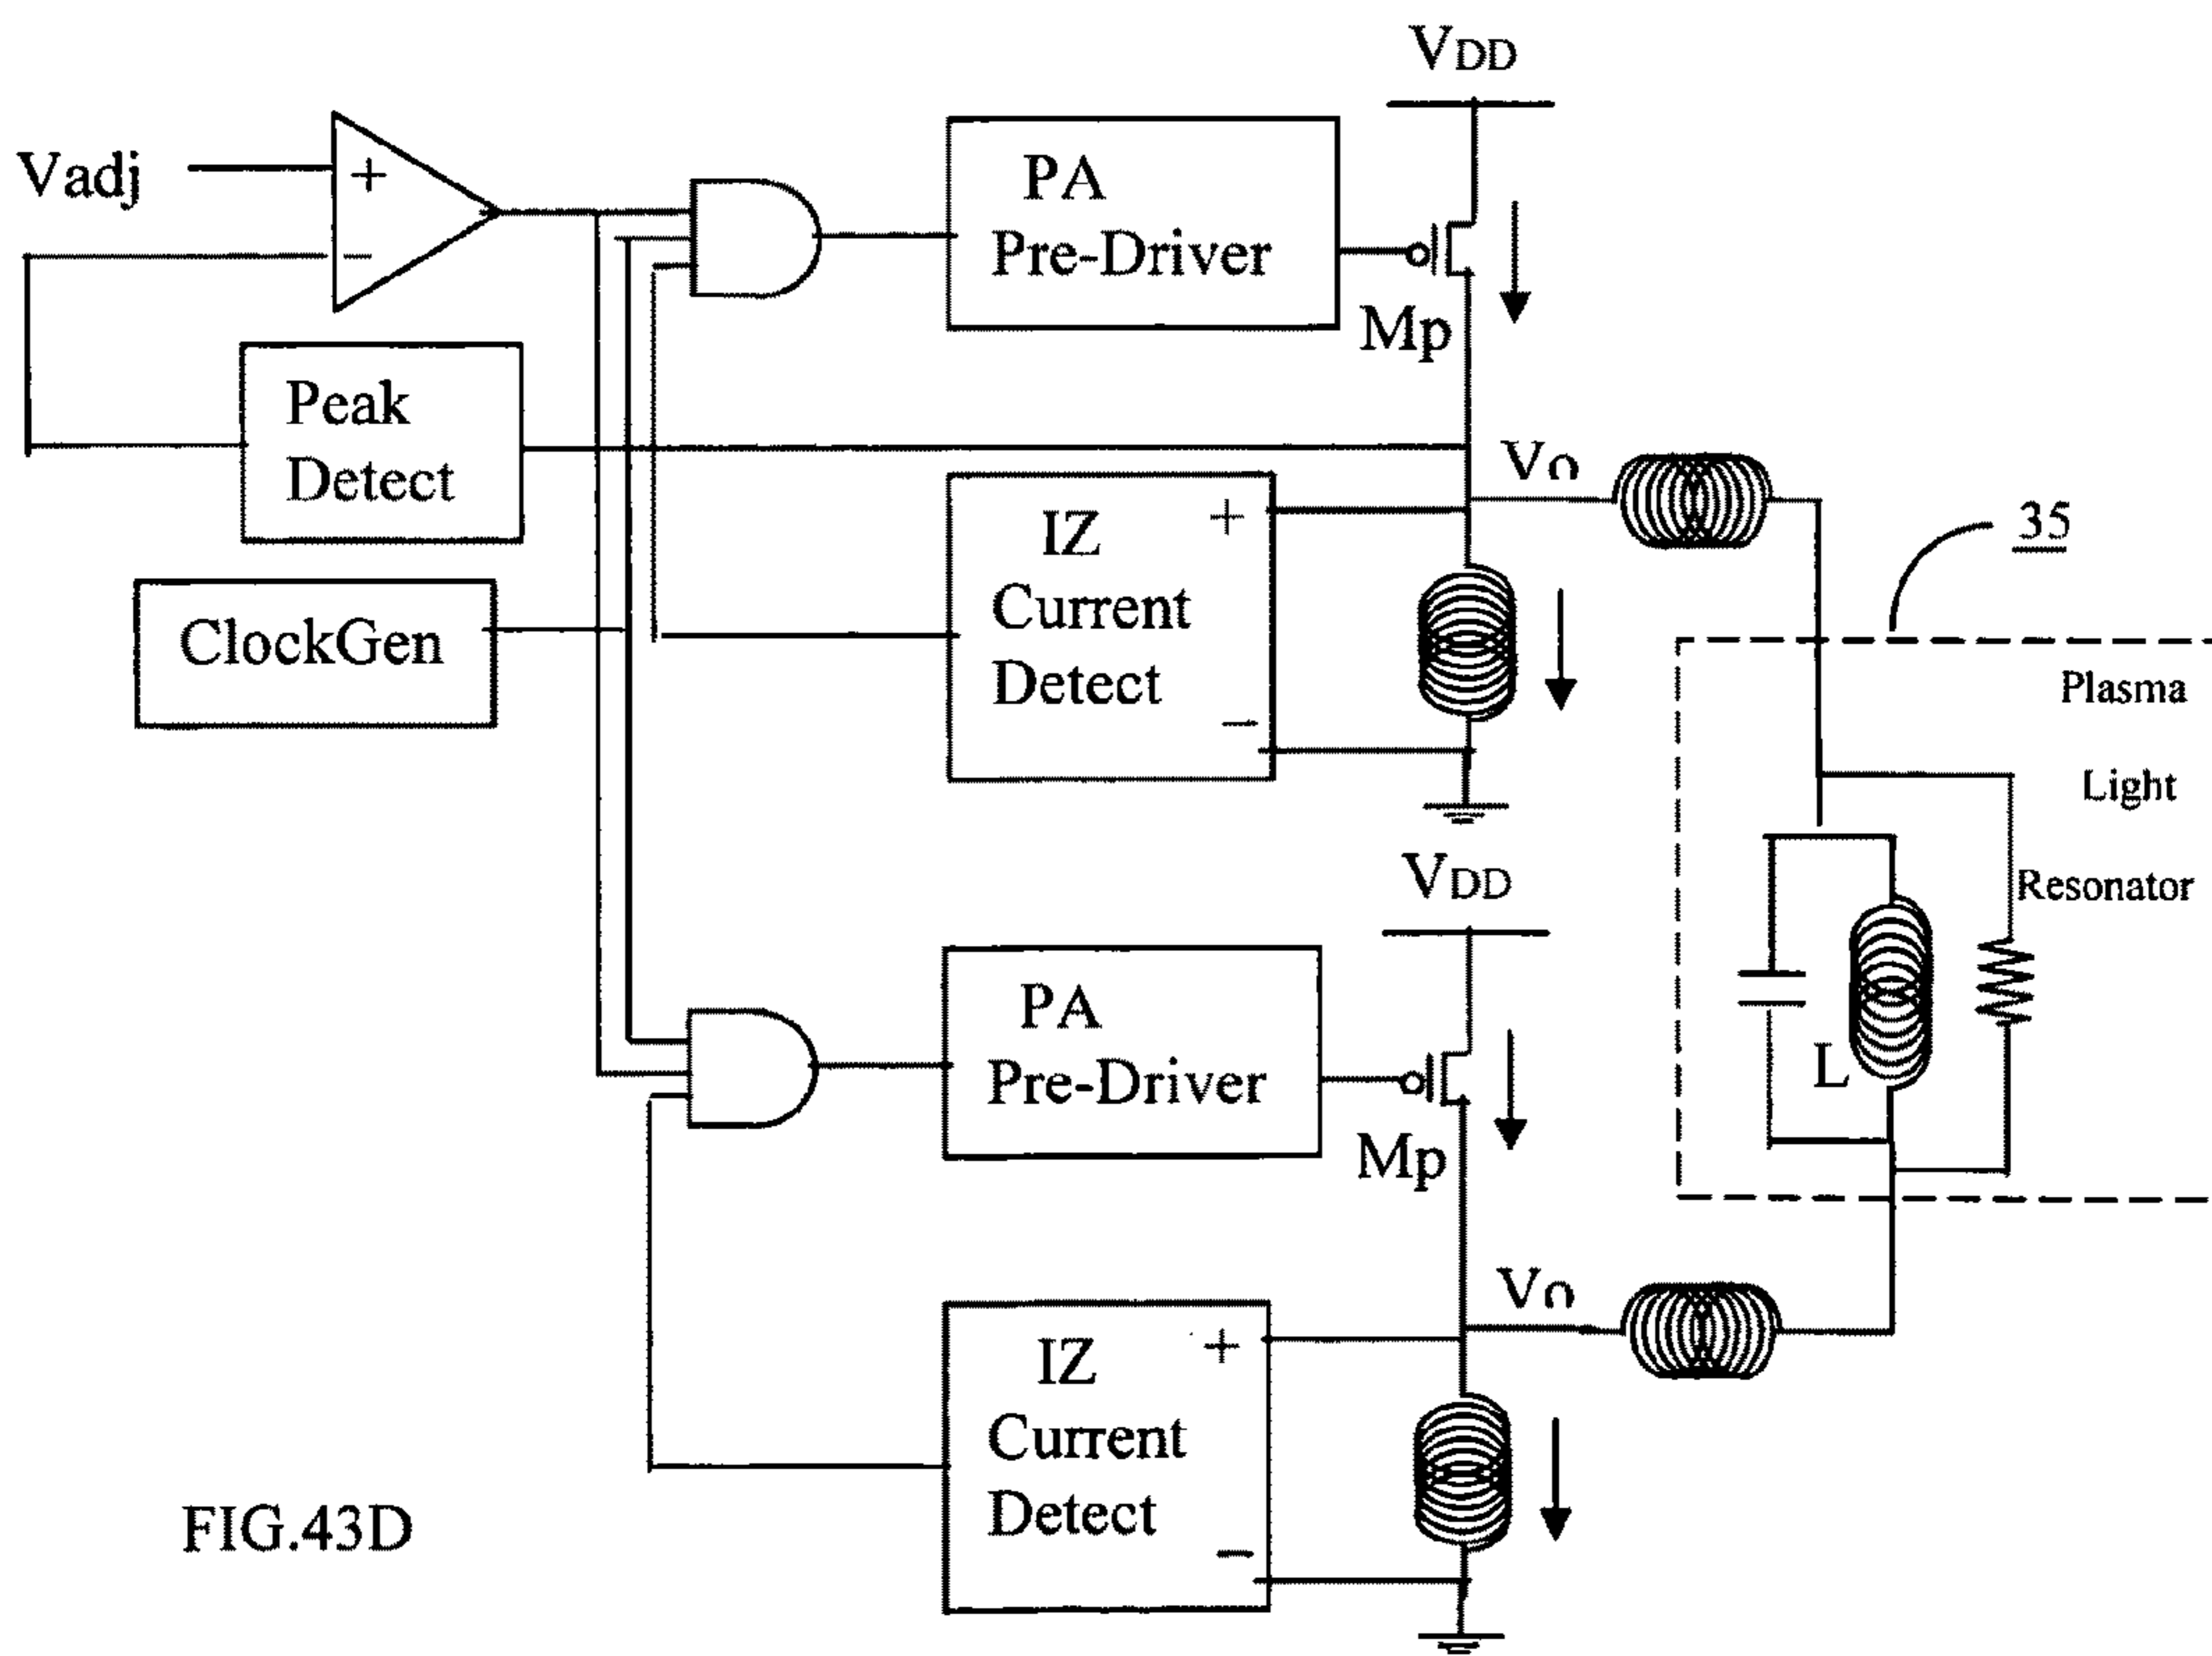 VDD
Vadj
+
−
PA
Pre-Driver
Mp
Peak
Detect
Vo
+
IZ
Current
Detect
−
35
ClockGen
Plasma
Light
Resonator
VDD
PA
Pre-Driver
Mp
L
Vo
+
IZ
Current
Detect
−
FIG.43D